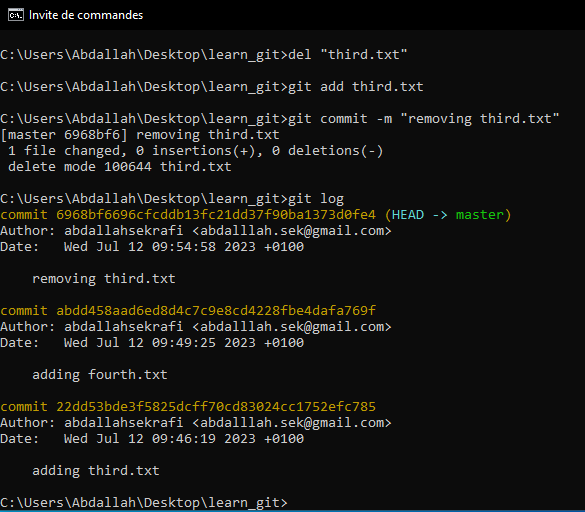 Invite de commandes
C:\Users\Abdallah\Desktop\learn_git>del "third.txt"
C:\Users\Abdallah\Desktop\learn_git>git add third.txt
C:\Users\Abdallah\Desktop\learn_git>git commit -m "removing third.txt"
[master 6968bf6] removing third.txt
 1 file changed, 0 insertions(+), 0 deletions(-)
 delete mode 100644 third.txt
C:\Users\Abdallah\Desktop\learn_git>git log
commit 6968bf6696cfcddb13fc21dd37f90ba1373d0fe4 (HEAD -> master)
Author: abdallahsekrafi <abdalllah.sek@gmail.com>
Date:   Wed Jul 12 09:54:58 2023 +0100
    removing third.txt
commit abdd458aad6ed8d4c7c9e8cd4228fbe4dafa769f
Author: abdallahsekrafi <abdalllah.sek@gmail.com>
Date:   Wed Jul 12 09:49:25 2023 +0100
    adding fourth.txt
commit 22dd53bde3f5825dcff70cd83024cc1752efc785
Author: abdallahsekrafi <abdalllah.sek@gmail.com>
Date:   Wed Jul 12 09:46:19 2023 +0100
    adding third.txt
C:\Users\Abdallah\Desktop\learn_git>